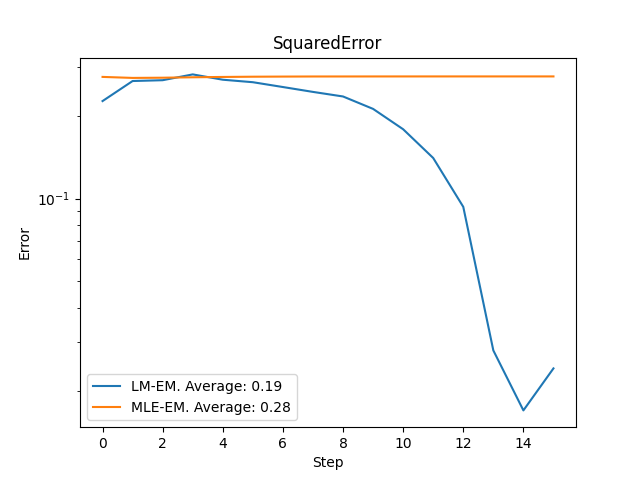 SquaredError
10⁻¹
Error
LM-EM. Average: 0.19
MLE-EM. Average: 0.28
0 2 4 6 8 10 12 14
Step